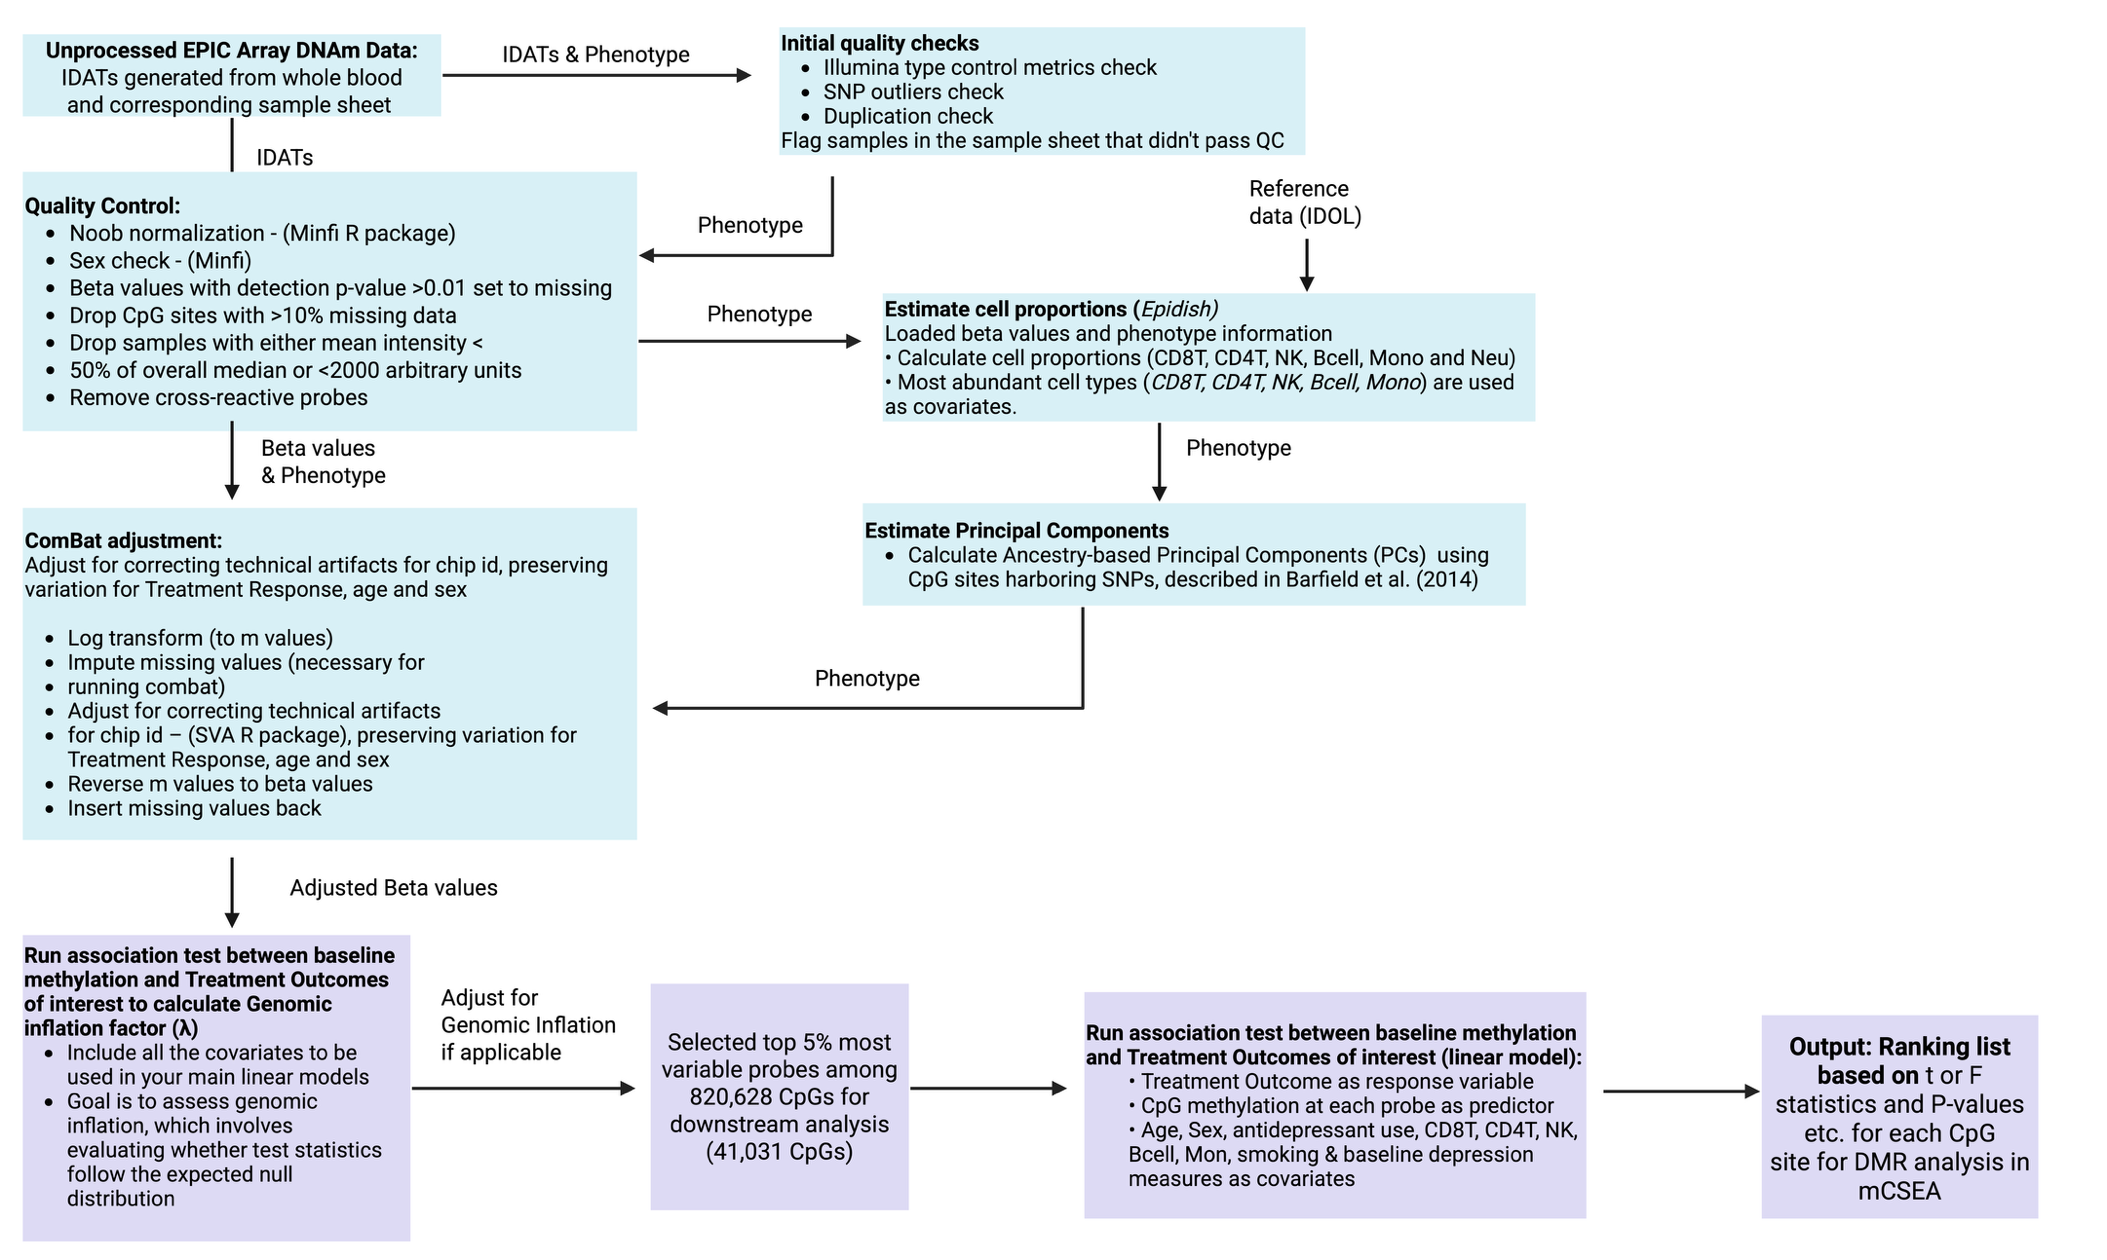 Unprocessed EPIC Array DNAm Data:
IDATs generated from whole blood
and corresponding sample sheet
IDATs & Phenotype
Initial quality checks
• Illumina type control metrics check
• SNP outliers check
• Duplication check
Flag samples in the sample sheet that didn't pass QC
IDATs
Quality Control:
• Noob normalization - (Minfi R package)
• Sex check - (Minfi)
• Beta values with detection p-value >0.01 set to missing
• Drop CpG sites with >10% missing data
• Drop samples with either mean intensity <
• 50% of overall median or <2000 arbitrary units
• Remove cross-reactive probes
Phenotype
Reference
data (IDOL)
Phenotype
Estimate cell proportions (Epidish)
Loaded beta values and phenotype information
• Calculate cell proportions (CD8T, CD4T, NK, Bcell, Mono and Neu)
• Most abundant cell types (CD8T, CD4T, NK, Bcell, Mono) are used
as covariates.
Beta values
& Phenotype
Phenotype
Estimate Principal Components
• Calculate Ancestry-based Principal Components (PCs) using
CpG sites harboring SNPs, described in Barfield et al. (2014)
Phenotype
ComBat adjustment:
Adjust for correcting technical artifacts for chip id, preserving
variation for Treatment Response, age and sex
• Log transform (to m values)
• Impute missing values (necessary for
• running combat)
• Adjust for correcting technical artifacts
• for chip id – (SVA R package), preserving variation for
Treatment Response, age and sex
• Reverse m values to beta values
• Insert missing values back
Adjusted Beta values
Run association test between baseline
methylation and Treatment Outcomes
of interest to calculate Genomic
inflation factor (λ)
• Include all the covariates to be
used in your main linear models
• Goal is to assess genomic
inflation, which involves
evaluating whether test statistics
follow the expected null
distribution
Adjust for
Genomic Inflation
if applicable
Selected top 5% most
variable probes among
820,628 CpGs for
downstream analysis
(41,031 CpGs)
Run association test between baseline methylation
and Treatment Outcomes of interest (linear model):
• Treatment Outcome as response variable
• CpG methylation at each probe as predictor
• Age, Sex, antidepressant use, CD8T, CD4T, NK,
Bcell, Mon, smoking & baseline depression
measures as covariates
Output: Ranking list
based on t or F
statistics and P-values
etc. for each CpG
site for DMR analysis in
mCSEA